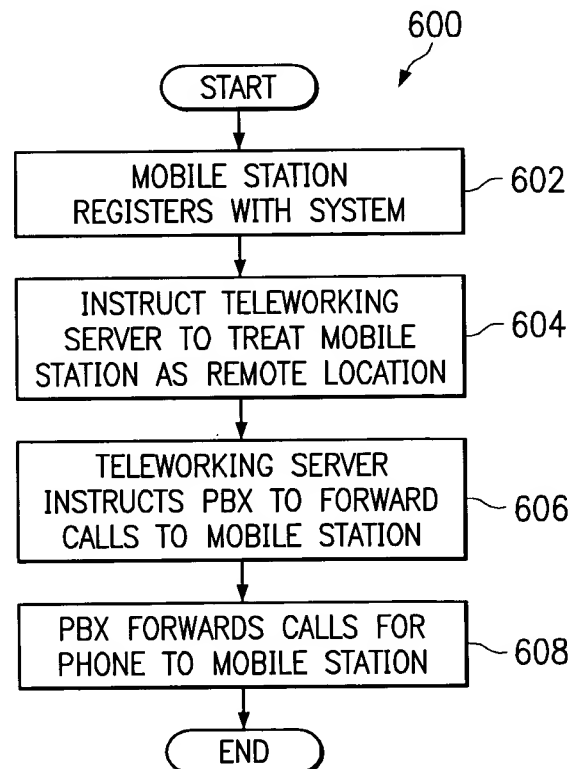 600
START
MOBILE STATION
REGISTERS WITH SYSTEM
602
INSTRUCT TELEWORKING
SERVER TO TREAT MOBILE
STATION AS REMOTE LOCATION
604
TELEWORKING SERVER
INSTRUCTS PBX TO FORWARD
CALLS TO MOBILE STATION
606
PBX FORWARDS CALLS FOR
PHONE TO MOBILE STATION
608
END